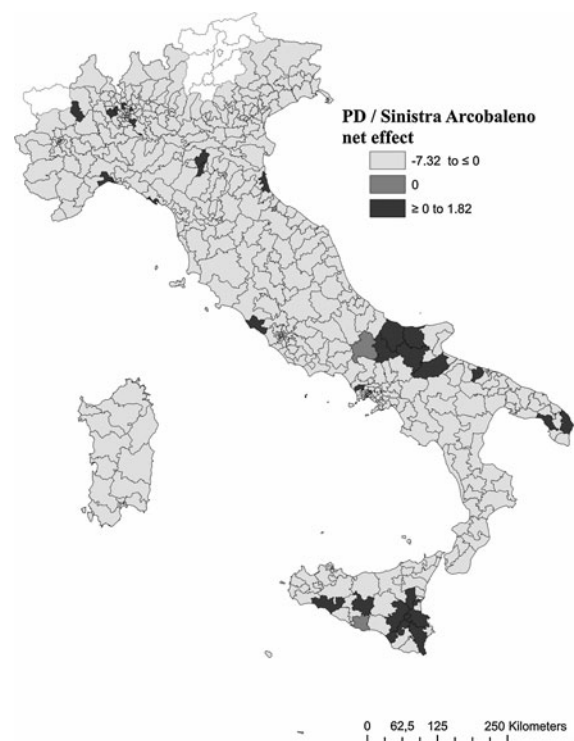 PD / Sinistra Arcobaleno
net effect
-7.32 to ≤ 0
0
≥ 0 to 1.82
0 62,5 125 250 Kilometers